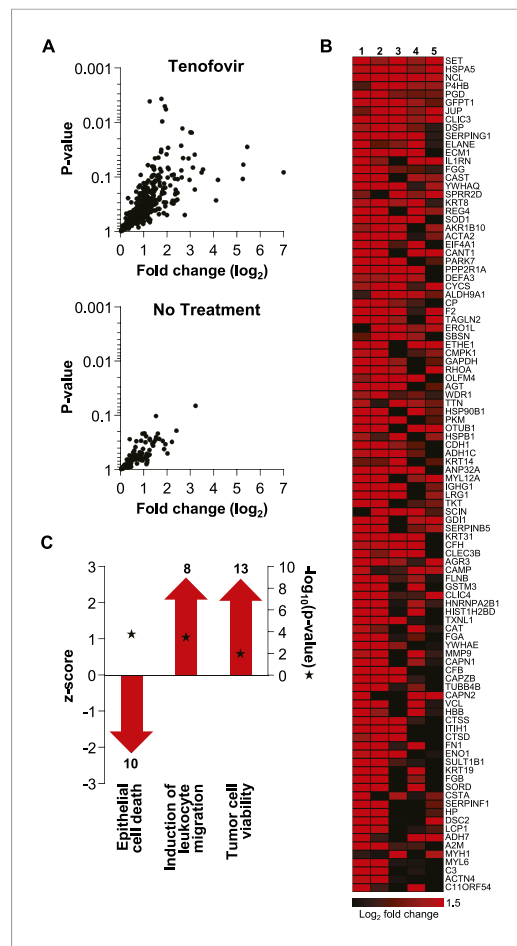 A
Tenofovir
0.001
0.01
0.1
1
P-value
0 1 2 3 4 5 6 7
Fold change (log2)
No Treatment
0.001
0.01
0.1
1
P-value
0 1 2 3 4 5 6 7
Fold change (log2)
C
3
2
1
0
-1
-2
-3
z-score
10
8
13
10
8
6
4
2
0
-log10(p-value)
★
Epithelial
cell death
Induction of
leukocyte
migration
Tumor cell
viability
B
1 2 3 4 5
SET
HSPA5
NCL
P4HB
PGD
GFPT1
JUP
CLIC3
DSP
SERPING1
ELANE
ECM1
IL1RN
FGG
CAST
YWHAQ
SPRR2D
KRT8
REG4
SOD1
AKR1B10
ACTA2
EIF4A1
CANT1
PARK7
PPP2R1A
DEFA3
CYCS
ALDH9A1
CP
F2
TAGLN2
ERO1L
SBSN
ETHE1
CMPK1
GAPDH
RHOA
OLFM4
AGT
WDR1
TTN
HSP90B1
PKM
OTUB1
HSPB1
CDH1
ADH1C
KRT14
ANP32A
MYL12A
IGHG1
LRG1
TKT
SCIN
GDI1
SERPINB5
KRT31
CFH
CLEC3B
AGR3
CAMP
FLNB
GSTM3
CLIC4
HNRNPA2B1
HIST1H2BD
TXNL1
CAT
FGA
YWHAE
MMP9
CAPN1
CFB
CAPZB
TUBB4B
CAPN2
VCL
HBB
CTSS
ITIH1
CTSD
FN1
ENO1
SULT1B1
KRT19
FGB
SORD
CSTA
SERPINF1
HP
DSC2
LCP1
ADH7
A2M
MYH1
MYL6
C3
ACTN4
C11ORF54
1.5
Log2 fold change